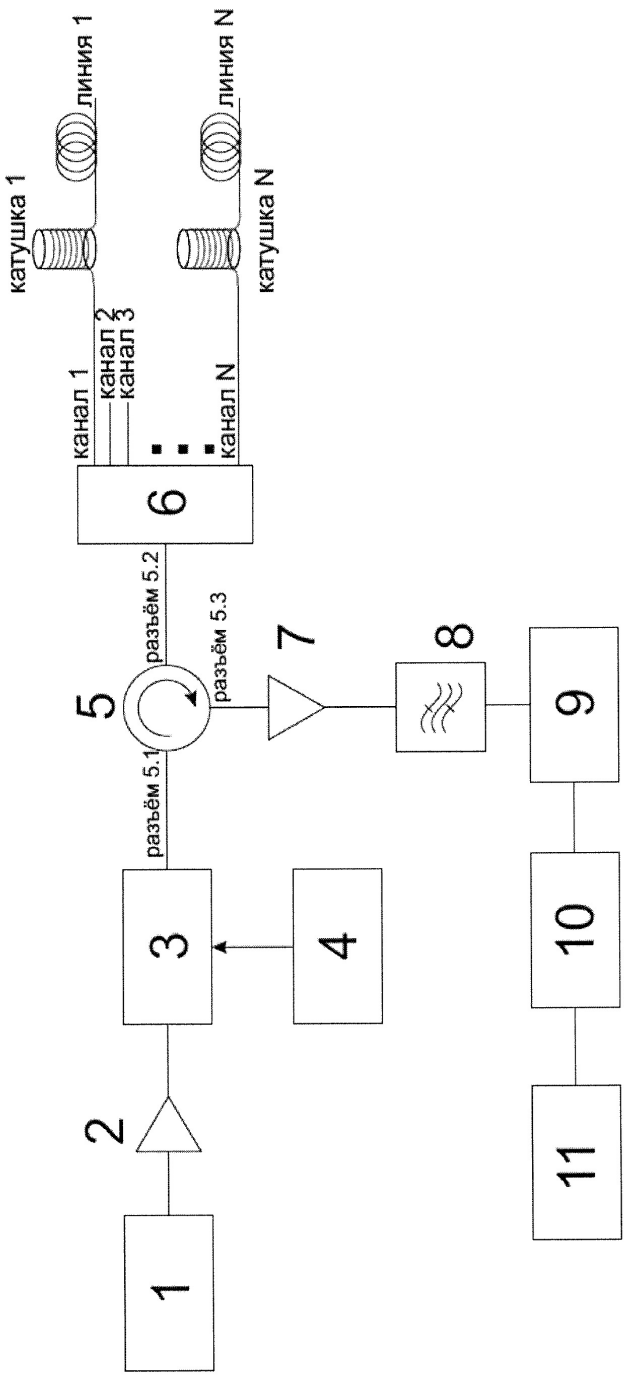 катушка 1
линия 1
канал 1
канал 2
канал 3
катушка N
линия N
канал N
6
разъём 5.2
5
разъём 5.1
разъём 5.3
3
4
2
1
7
8
9
10
11